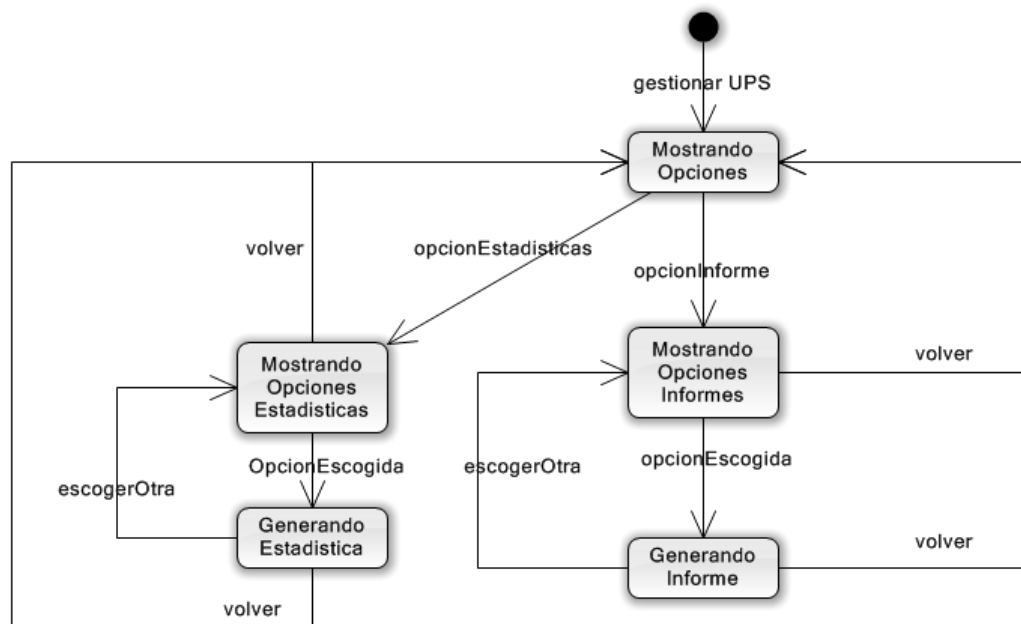 gestionar UPS
Mostrando
Opciones
volver
opcionEstadisticas
opcionInforme
Mostrando
Opciones
Estadisticas
Mostrando
Opciones
Informes
volver
OpcionEscogida
opcionEscogida
escogerOtra
escogerOtra
Generando
Estadistica
Generando
Informe
volver
volver